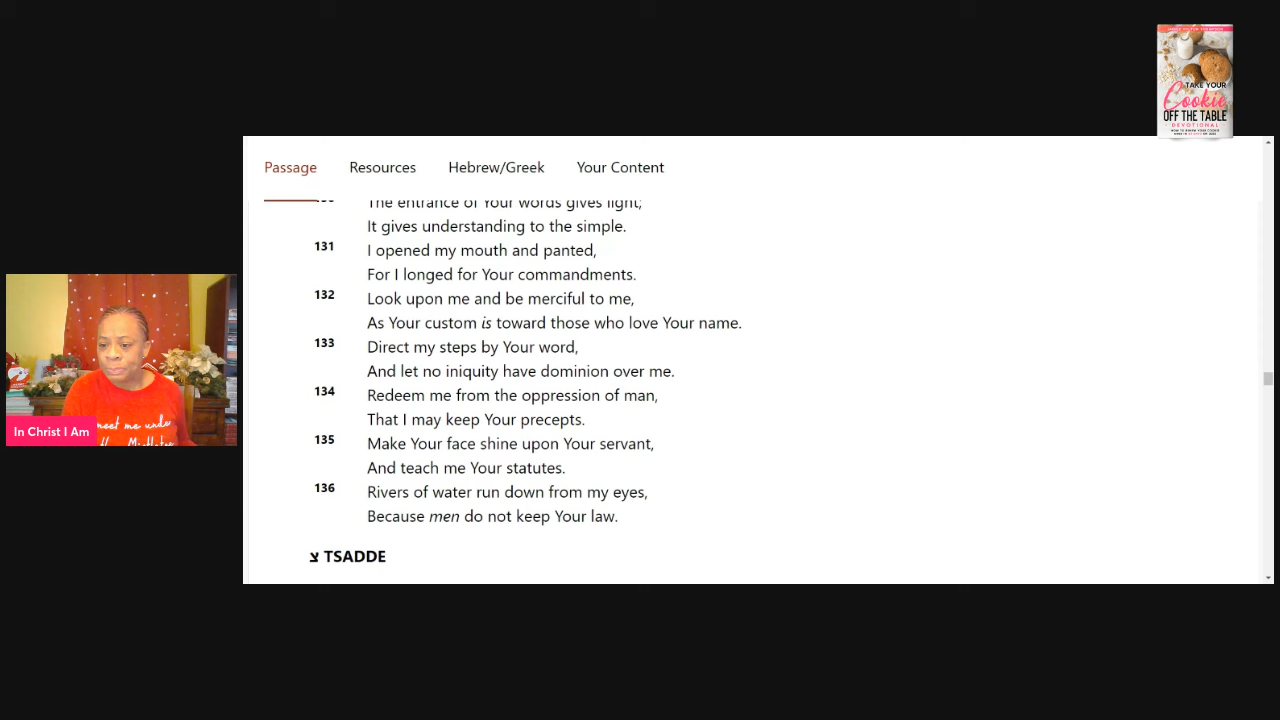 TAKE YOUR
Cookie
OFF THE TABLE
DEVOTIONAL
Passage Resources Hebrew/Greek Your Content
The entrance of Your words gives light;
It gives understanding to the simple.
131 I opened my mouth and panted,
For I longed for Your commandments.
132 Look upon me and be merciful to me,
As Your custom is toward those who love Your name.
133 Direct my steps by Your word,
And let no iniquity have dominion over me.
134 Redeem me from the oppression of man,
That I may keep Your precepts.
135 Make Your face shine upon Your servant,
And teach me Your statutes.
136 Rivers of water run down from my eyes,
Because men do not keep Your law.
צ TSADDE
meet me under
In Christ I Am